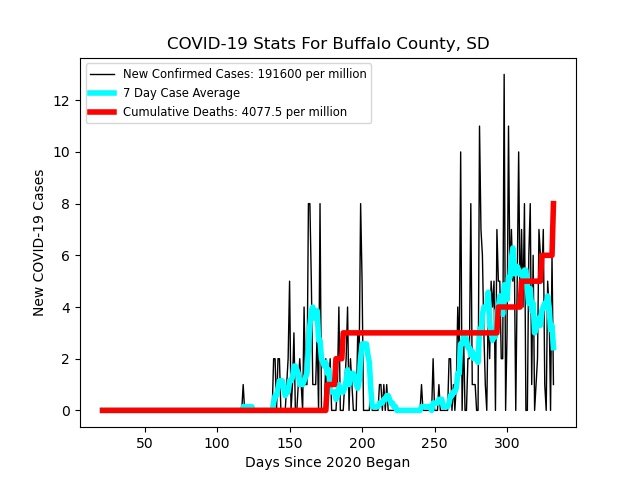 COVID-19 Stats For Buffalo County, SD
New Confirmed Cases: 191600 per million
7 Day Case Average
Cumulative Deaths: 4077.5 per million
New COVID-19 Cases
12
10
8
6
4
2
0
50 100 150 200 250 300
Days Since 2020 Began